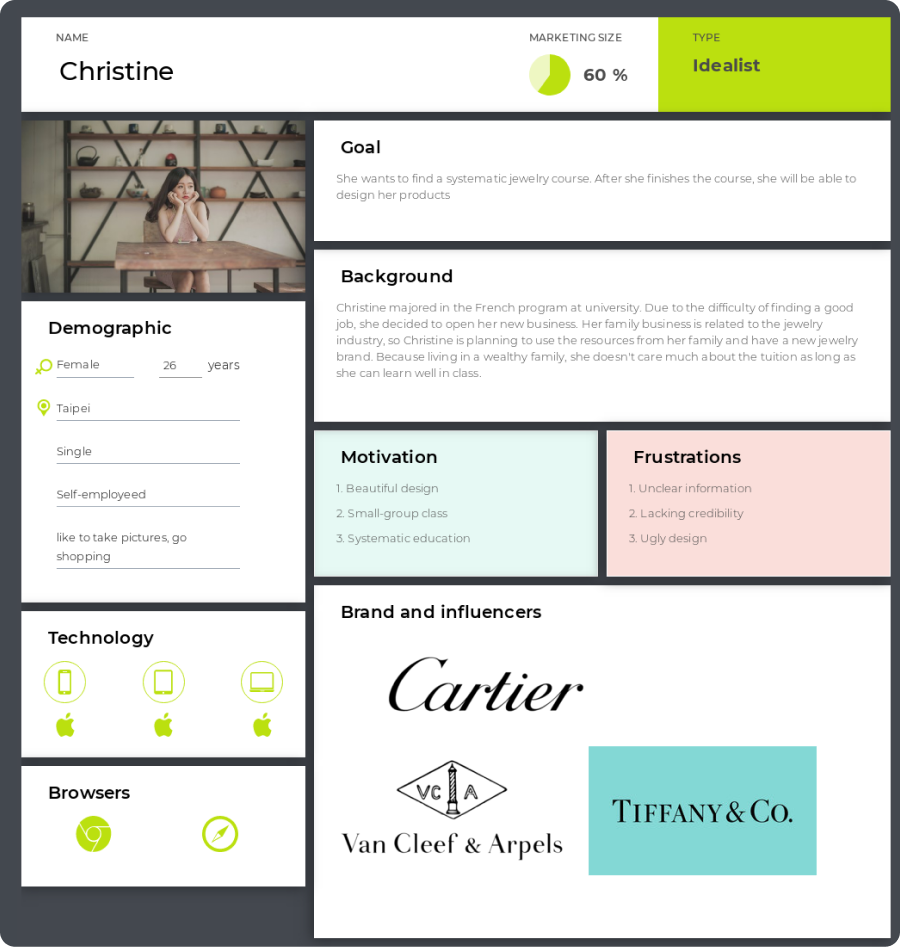 NAME
Christine
MARKETING SIZE
60 %
TYPE
Idealist
Goal
She wants to find a systematic jewelry course. After she finishes the course, she will be able to
design her products
Background
Christine majored in the French program at university. Due to the difficulty of finding a good
job, she decided to open her new business. Her family business is related to the jewelry
industry, so Christine is planning to use the resources from her family and have a new jewelry
brand. Because living in a wealthy family, she doesn't care much about the tuition as long as
she can learn well in class.
Demographic
Female
26 years
Taipei
Single
Self-employeed
like to take pictures, go
shopping
Motivation
1. Beautiful design
2. Small-group class
3. Systematic education
Frustrations
1. Unclear information
2. Lacking credibility
3. Ugly design
Technology
Browsers
Brand and influencers
Cartier
VC A
Van Cleef & Arpels
TIFFANY & CO.